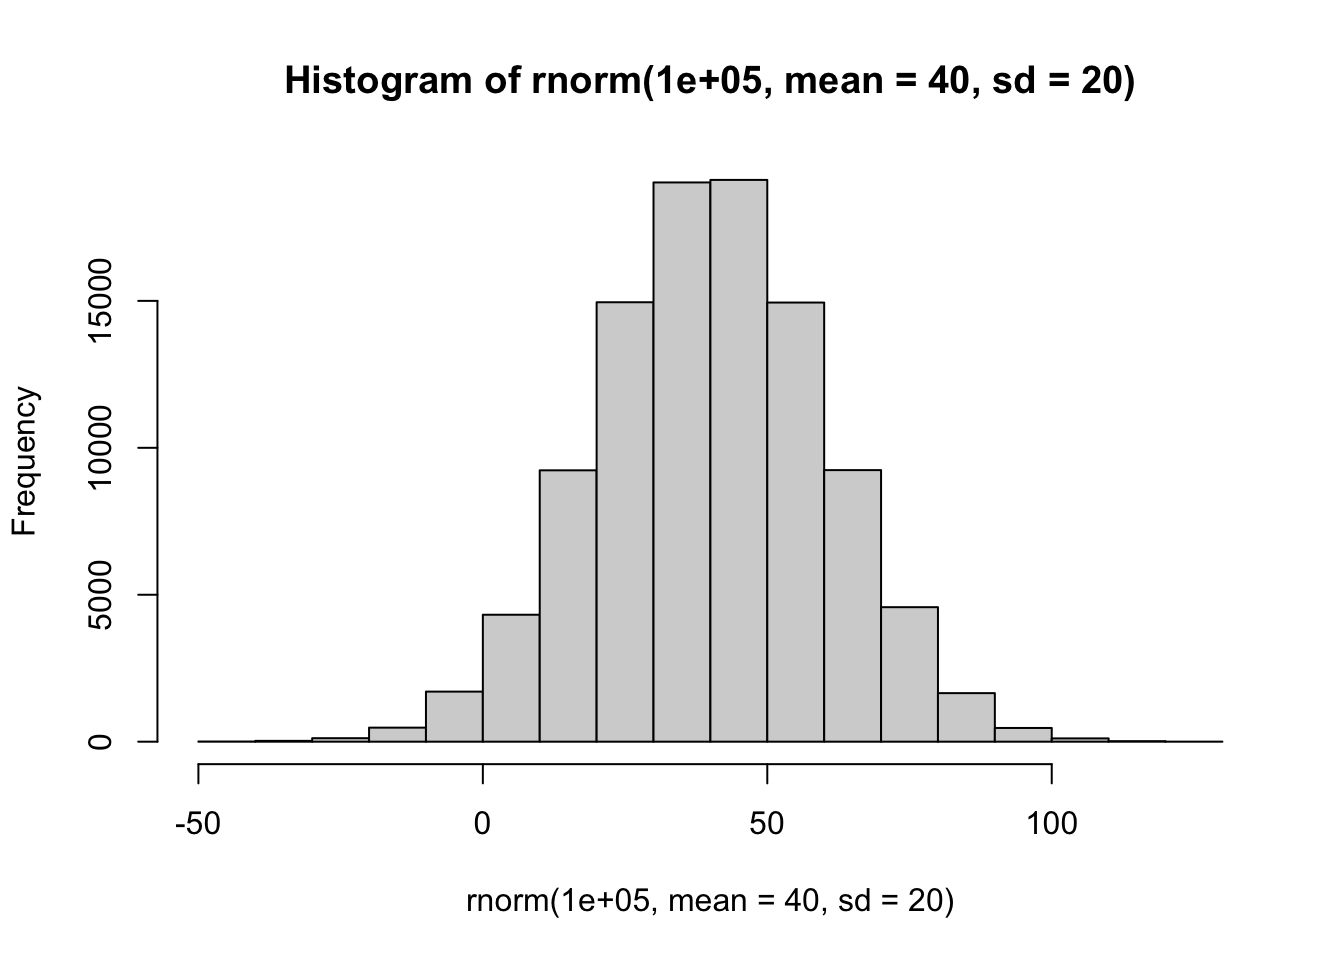 Histogram of rnorm(1e+05, mean = 40, sd = 20)
Frequency
15000
10000
5000
0
-50 0 50 100
rnorm(1e+05, mean = 40, sd = 20)